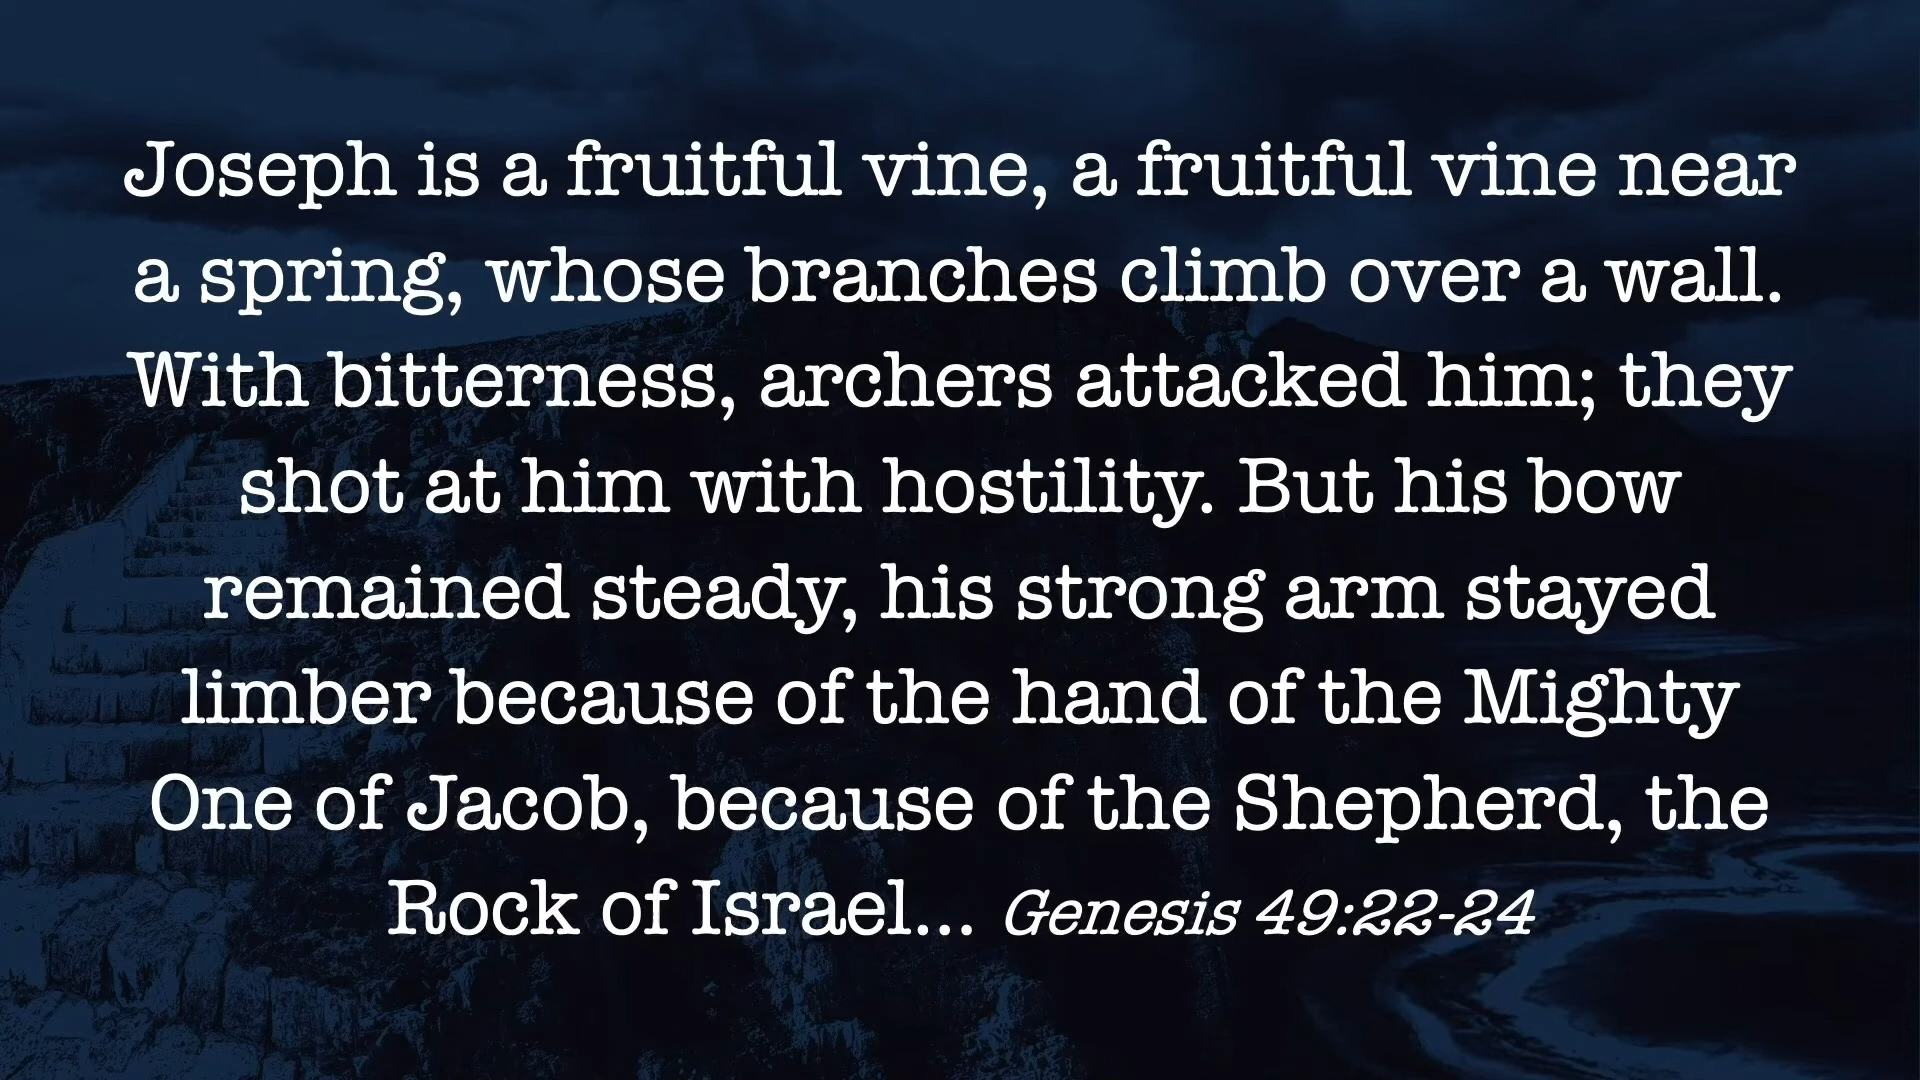 Joseph is a fruitful vine, a fruitful vine near
a spring, whose branches climb over a wall.
With bitterness, archers attacked him; they
shot at him with hostility. But his bow
remained steady, his strong arm stayed
limber because of the hand of the Mighty
One of Jacob, because of the Shepherd, the
Rock of Israel... Genesis 49:22-24